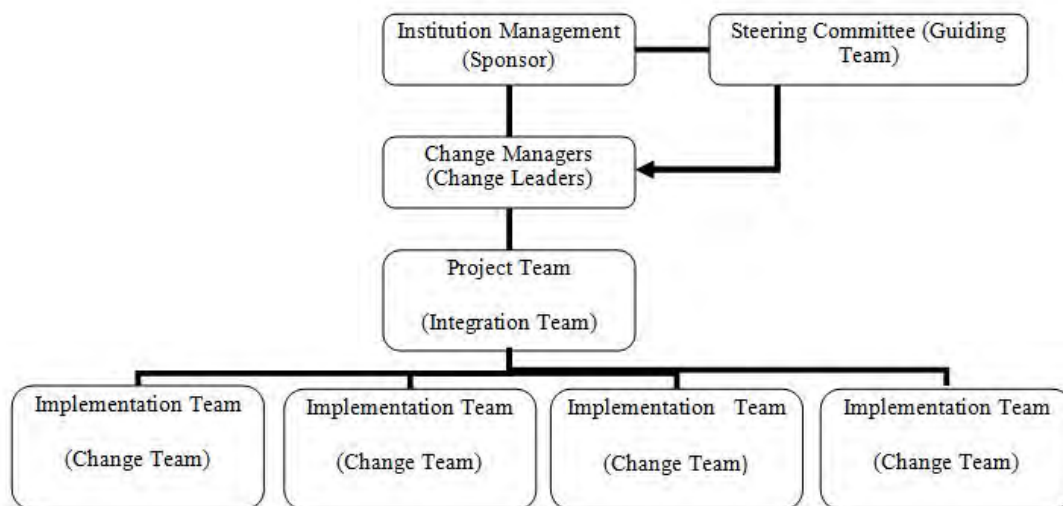 Institution Management
(Sponsor)
Steering Committee (Guiding
Team)
Change Managers
(Change Leaders)
Project Team
(Integration Team)
Implementation Team
(Change Team)
Implementation Team
(Change Team)
Implementation Team
(Change Team)
Implementation Team
(Change Team)